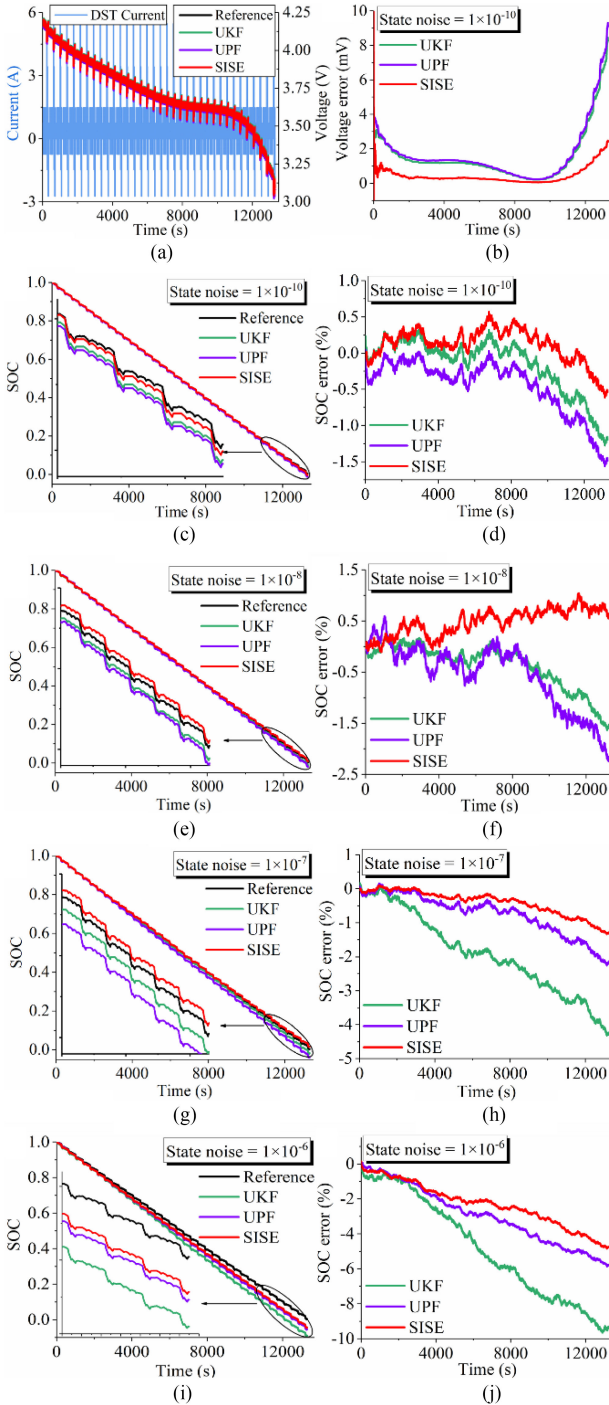 DST Current
Reference
UKF
UPF
SISE
6
3
0
-3
Current (A)
4.25
4.00
3.75
3.50
3.25
3.00
Voltage (V)
0 4000 8000 12000
Time (s)
(a)
State noise = 1×10⁻¹⁰
UKF
UPF
SISE
10
8
6
4
2
0
Voltage error (mV)
0 4000 8000 12000
Time (s)
(b)
State noise = 1×10⁻¹⁰
Reference
UKF
UPF
SISE
1.0
0.8
0.6
0.4
0.2
0.0
SOC
0 4000 8000 12000
Time (s)
(c)
State noise = 1×10⁻¹⁰
1.0
0.5
0.0
-0.5
-1.0
-1.5
SOC error (%)
UKF
UPF
SISE
0 4000 8000 12000
Time (s)
(d)
State noise = 1×10⁻⁸
Reference
UKF
UPF
SISE
1.0
0.8
0.6
0.4
0.2
0.0
SOC
0 4000 8000 12000
Time (s)
(e)
State noise = 1×10⁻⁸
1.5
0.5
-0.5
-1.5
-2.5
SOC error (%)
UKF
UPF
SISE
0 4000 8000 12000
Time (s)
(f)
State noise = 1×10⁻⁷
Reference
UKF
UPF
SISE
1.0
0.8
0.6
0.4
0.2
0.0
SOC
0 4000 8000 12000
Time (s)
(g)
State noise = 1×10⁻⁷
1
0
-1
-2
-3
-4
-5
SOC error (%)
UKF
UPF
SISE
0 4000 8000 12000
Time (s)
(h)
State noise = 1×10⁻⁶
Reference
UKF
UPF
SISE
1.0
0.8
0.6
0.4
0.2
0.0
SOC
0 4000 8000 12000
Time (s)
(i)
State noise = 1×10⁻⁶
0
-2
-4
-6
-8
-10
SOC error (%)
UKF
UPF
SISE
0 4000 8000 12000
Time (s)
(j)